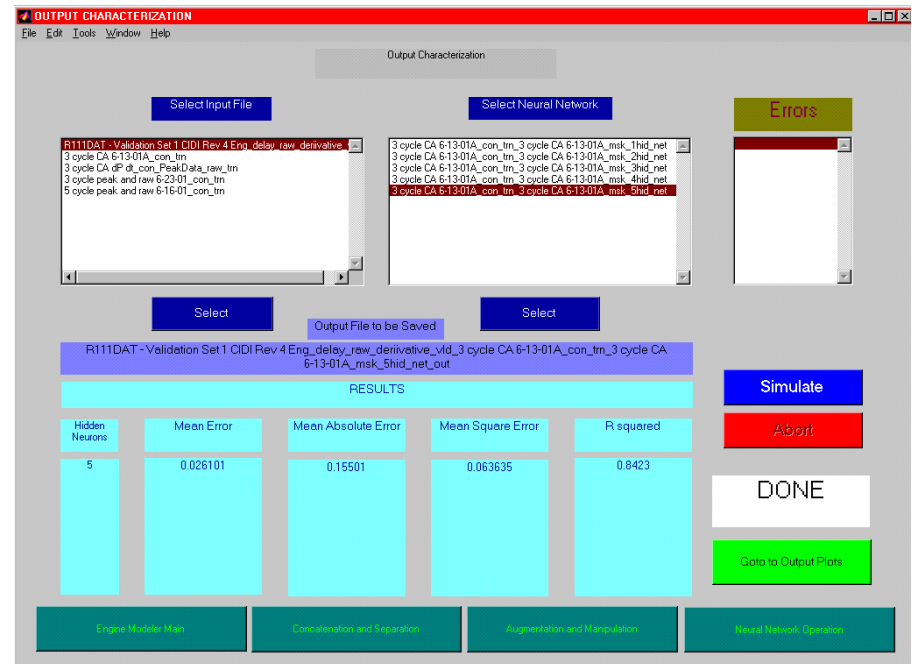 OUTPUT CHARACTERIZATION
File Edit Tools Window Help
Output Characterization
Select Input File
Select Neural Network
Errors
R111DAT - Validation Set 1 CIDI Rev 4 Eng_delay_raw_deriivative_
3 cycle CA 6-13-01A_con_trn
3 cycle CA dP dt_con_PeakData_raw_trn
3 cycle peak and raw 6-23-01_con_trn
5 cycle peak and raw 6-16-01_con_trn
3 cycle CA 6-13-01A_con_trn_3 cycle CA 6-13-01A_msk_1hid_net
3 cycle CA 6-13-01A_con_trn_3 cycle CA 6-13-01A_msk_2hid_net
3 cycle CA 6-13-01A_con_trn_3 cycle CA 6-13-01A_msk_3hid_net
3 cycle CA 6-13-01A_con_trn_3 cycle CA 6-13-01A_msk_4hid_net
3 cycle CA 6-13-01A_con_trn_3 cycle CA 6-13-01A_msk_5hid_net
Select
Select
Output File to be Saved
R111DAT - Validation Set 1 CIDI Rev 4 Eng_delay_raw_deriivative_vld_3 cycle CA 6-13-01A_con_trn_3 cycle CA
6-13-01A_msk_5hid_net_out
RESULTS
Simulate
Abort
Hidden
Neurons
Mean Error
Mean Absolute Error
Mean Square Error
R squared
5
0.026101
0.15501
0.063635
0.8423
DONE
Goto to Output Plots
Engine Modeler Main
Concatenation and Separation
Augmentation and Manipulation
Neural Network Operation